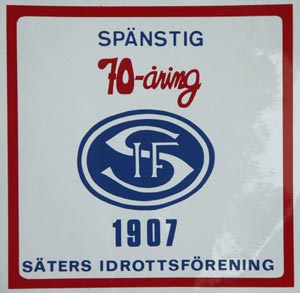 SPÄNSTIG
70-åring
SIF
1907
SÄTERS IDROTTSFÖRENING